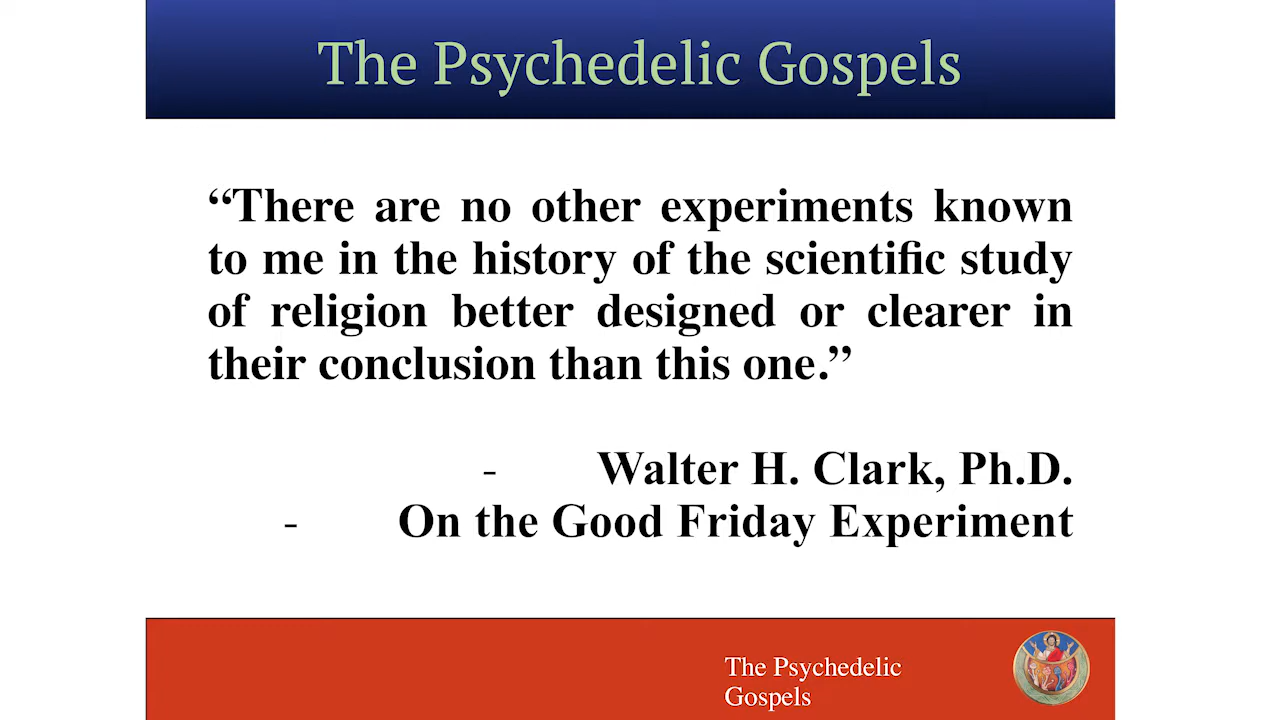 The Psychedelic Gospels
“There are no other experiments known
to me in the history of the scientific study
of religion better designed or clearer in
their conclusion than this one.”
- Walter H. Clark, Ph.D.
- On the Good Friday Experiment
The Psychedelic
Gospels